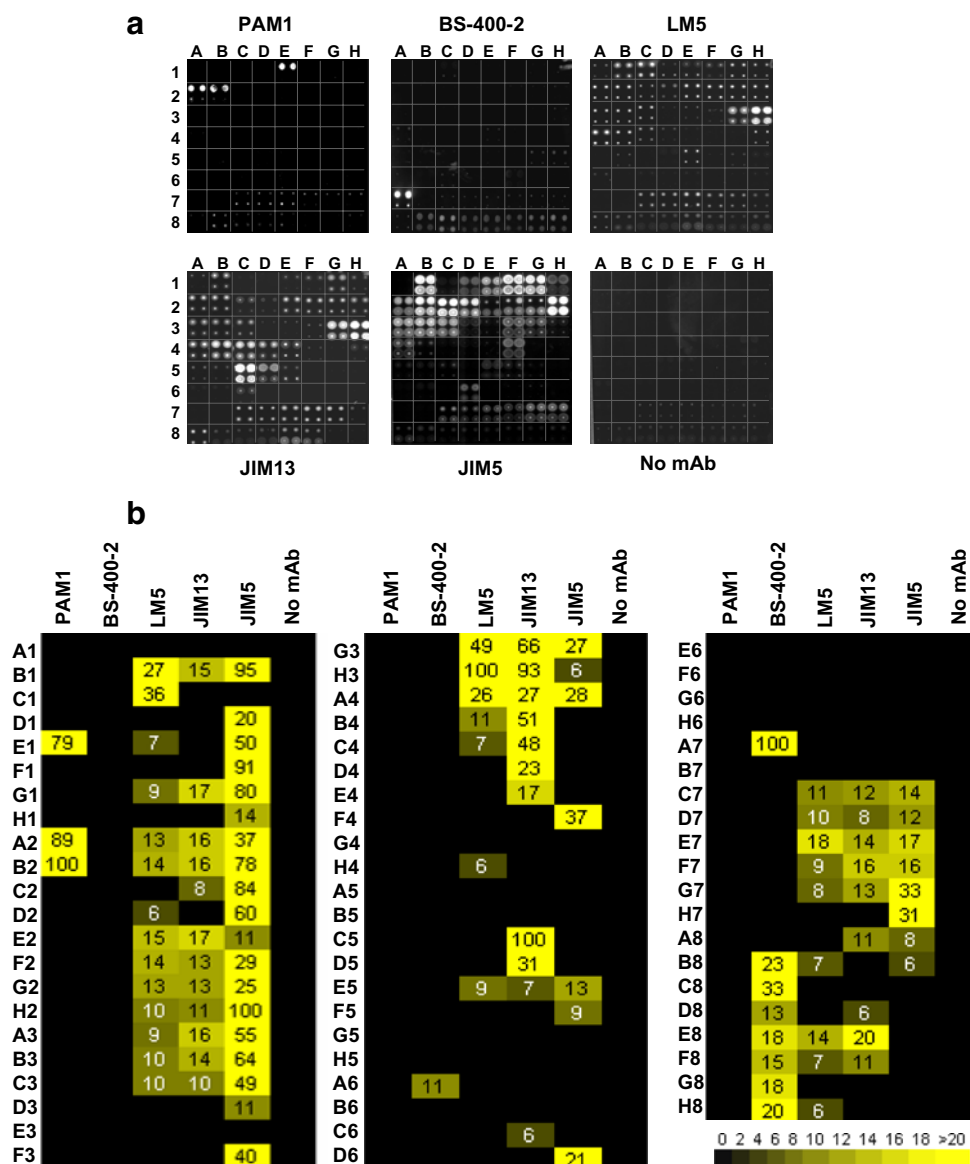 a
PAM1 BS-400-2 LM5
A B C D E F G H A B C D E F G H A B C D E F G H
1
2
3
4
5
6
7
8
A B C D E F G H A B C D E F G H A B C D E F G H
1
2
3
4
5
6
7
8
JIM13 JIM5 No mAb
b
PAM1 BS-400-2 LM5 JIM13 JIM5 No mAb
A1
B1 27 15 95
C1 36
D1 20
E1 79 7 50
F1 91
G1 9 17 80
H1 14
A2 89 13 16 37
B2 100 14 16 78
C2 8 84
D2 6 60
E2 15 17 11
F2 14 13 29
G2 13 13 25
H2 10 11 100
A3 9 16 55
B3 10 14 64
C3 10 10 49
D3 11
E3
F3 40
PAM1 BS-400-2 LM5 JIM13 JIM5 No mAb
G3 49 66 27
H3 100 93 6
A4 26 27 28
B4 11 51
C4 7 48
D4 23
E4 17
F4 37
G4
H4 6
A5
B5
C5 100
D5 31
E5 9 7 13
F5 9
G5
H5
A6 11
B6
C6 6
D6 21
PAM1 BS-400-2 LM5 JIM13 JIM5 No mAb
E6
F6
G6
H6
A7 100
B7
C7 11 12 14
D7 10 8 12
E7 18 14 17
F7 9 16 16
G7 8 13 33
H7 31
A8 11 8
B8 23 7 6
C8 33
D8 13 6
E8 18 14 20
F8 15 7 11
G8 18
H8 20 6
0 2 4 6 8 10 12 14 16 18 >20